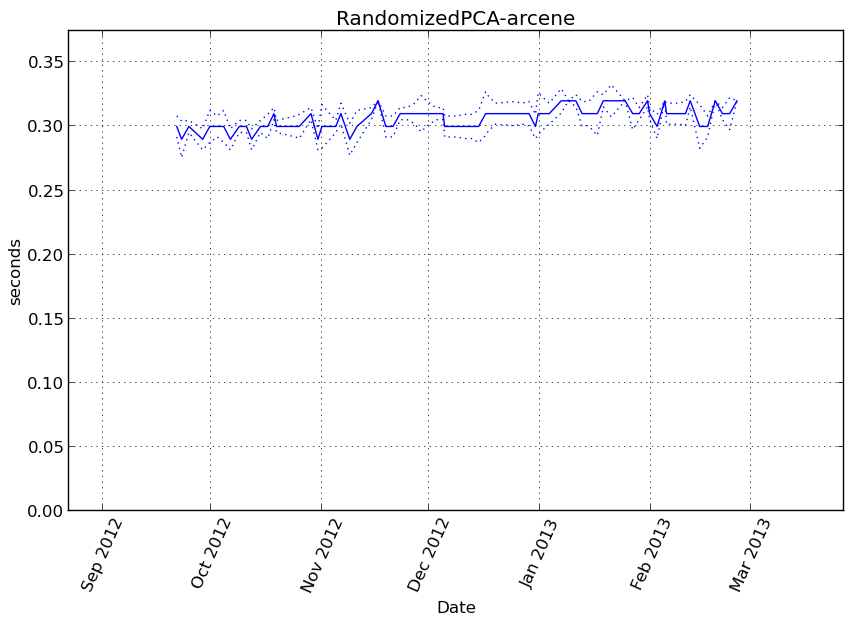 RandomizedPCA-arcene
0.35
0.30
0.25
0.20
0.15
0.10
0.05
0.00
seconds
Sep 2012
Oct 2012
Nov 2012
Dec 2012
Jan 2013
Feb 2013
Mar 2013
Date